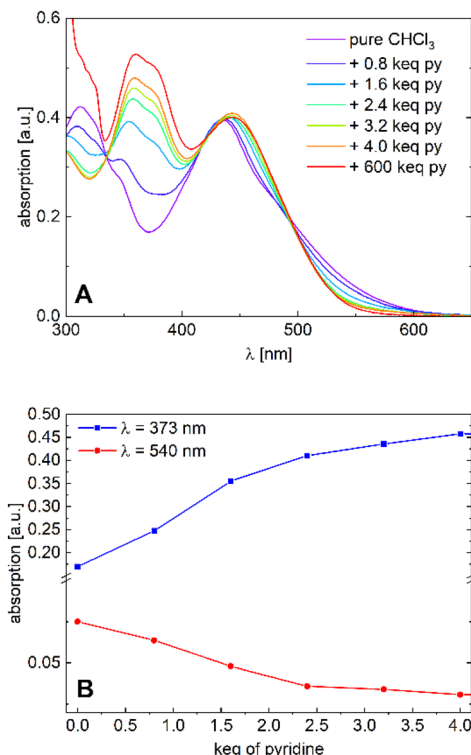 0.6
0.4
0.2
0.0
absorption [a.u.]
pure CHCl₃
+ 0.8 keq py
+ 1.6 keq py
+ 2.4 keq py
+ 3.2 keq py
+ 4.0 keq py
+ 600 keq py
A
300 400 500 600
λ [nm]
0.50
0.45
0.40
0.35
0.30
0.25
0.20
0.05
absorption [a.u.]
λ = 373 nm
λ = 540 nm
B
0.0 0.5 1.0 1.5 2.0 2.5 3.0 3.5 4.0
keq of pyridine